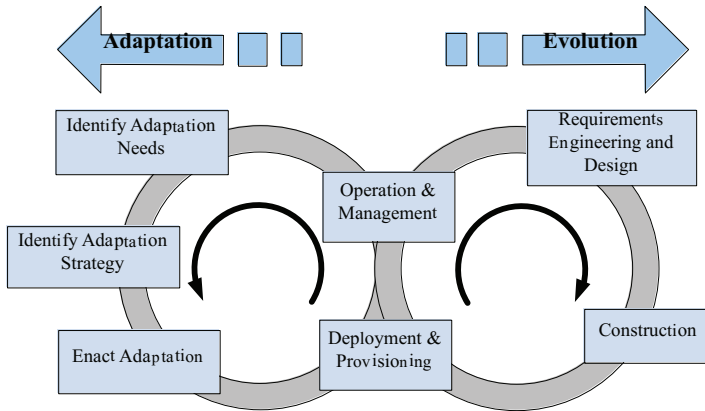 Adaptation
Evolution
Identify Adaptation
Needs
Requirements
Engineering and
Design
Operation &
Management
Identify Adaptation
Strategy
Construction
Deployment &
Provisioning
Enact Adaptation